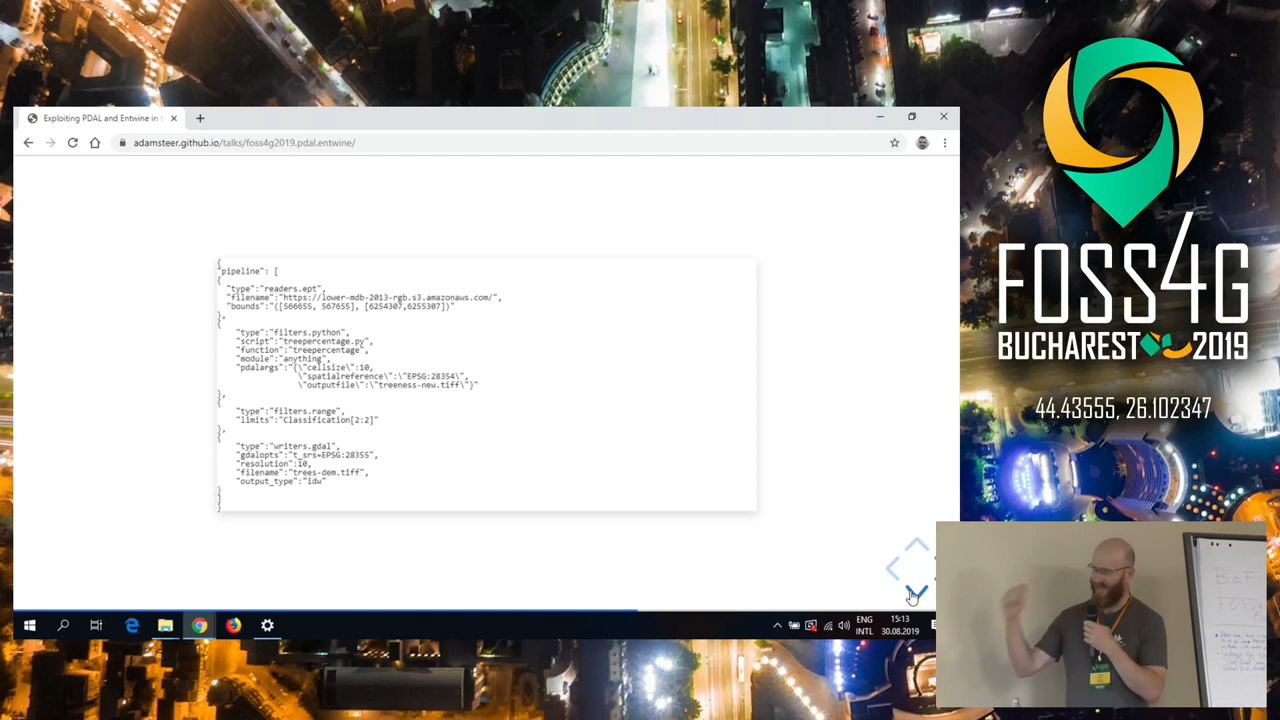 Exploiting PDAL and Entwine in t
adamsteer.github.io/talks/foss4g2019.pdal.entwine/
{
"pipeline": [
{
"type":"readers.ept",
"filename":"https://lower-mdb-2013-rgb.s3.amazonaws.com/",
"bounds":"([566655, 567655], [6254307,6255307])"
},
{
"type":"filters.python",
"script":"treepercentage.py",
"function":"treepercentage",
"module":"anything",
"pdalargs":"{\"cellsize\":10,
\"spatialreference\":\"EPSG:28354\",
\"outputfile\":\"treeness-new.tiff\"}"
},
{
"type":"filters.range",
"limits":"Classification[2:2]"
},
{
"type":"writers.gdal",
"gdalopts":"t_srs=EPSG:28355",
"resolution":10,
"filename":"trees-dem.tiff",
"output_type":"idw"
}
]
}
ENG
INTL
15:13
30.08.2019
FOSS4G
BUCHAREST 2019
44.43555, 26.102347
BoF
FOSS4G